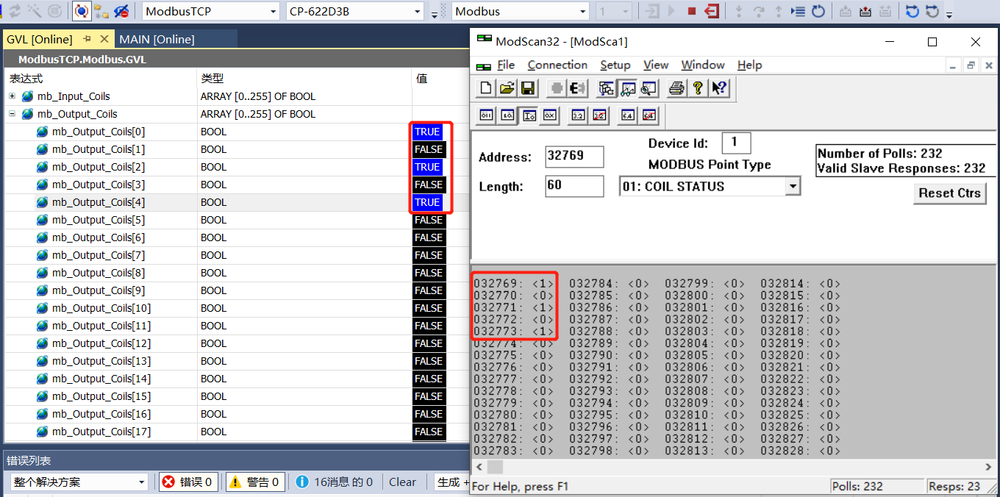 ModbusTCP CP-622D3B Modbus 1
GVL [Online] MAIN [Online]
ModbusTCP.Modbus.GVL
表达式 类型 值
mb_Input_Coils ARRAY [0..255] OF BOOL
mb_Output_Coils ARRAY [0..255] OF BOOL
mb_Output_Coils[0] BOOL TRUE
mb_Output_Coils[1] BOOL FALSE
mb_Output_Coils[2] BOOL TRUE
mb_Output_Coils[3] BOOL FALSE
mb_Output_Coils[4] BOOL TRUE
mb_Output_Coils[5] BOOL FALSE
mb_Output_Coils[6] BOOL FALSE
mb_Output_Coils[7] BOOL FALSE
mb_Output_Coils[8] BOOL FALSE
mb_Output_Coils[9] BOOL FALSE
mb_Output_Coils[10] BOOL FALSE
mb_Output_Coils[11] BOOL FALSE
mb_Output_Coils[12] BOOL FALSE
mb_Output_Coils[13] BOOL FALSE
mb_Output_Coils[14] BOOL FALSE
mb_Output_Coils[15] BOOL FALSE
mb_Output_Coils[16] BOOL FALSE
mb_Output_Coils[17] BOOL FALSE
错误列表
整个解决方案 错误 0 警告 0 16消息 的 0 Clear 生成 +
ModScan32 - [ModSca1]
File Connection Setup View Window Help
Address: 32769
Length: 60
Device Id: 1
MODBUS Point Type
01: COIL STATUS
Number of Polls: 232
Valid Slave Responses: 232
Reset Ctrs
032769: <1> 032784: <0> 032799: <0> 032814: <0>
032770: <0> 032785: <0> 032800: <0> 032815: <0>
032771: <1> 032786: <0> 032801: <0> 032816: <0>
032772: <0> 032787: <0> 032802: <0> 032817: <0>
032773: <1> 032788: <0> 032803: <0> 032818: <0>
032774: <0> 032789: <0> 032804: <0> 032819: <0>
032775: <0> 032790: <0> 032805: <0> 032820: <0>
032776: <0> 032791: <0> 032806: <0> 032821: <0>
032777: <0> 032792: <0> 032807: <0> 032822: <0>
032778: <0> 032793: <0> 032808: <0> 032823: <0>
032779: <0> 032794: <0> 032809: <0> 032824: <0>
032780: <0> 032795: <0> 032810: <0> 032825: <0>
032781: <0> 032796: <0> 032811: <0> 032826: <0>
032782: <0> 032797: <0> 032812: <0> 032827: <0>
032783: <0> 032798: <0> 032813: <0> 032828: <0>
For Help, press F1 Polls: 232 Resps: 23